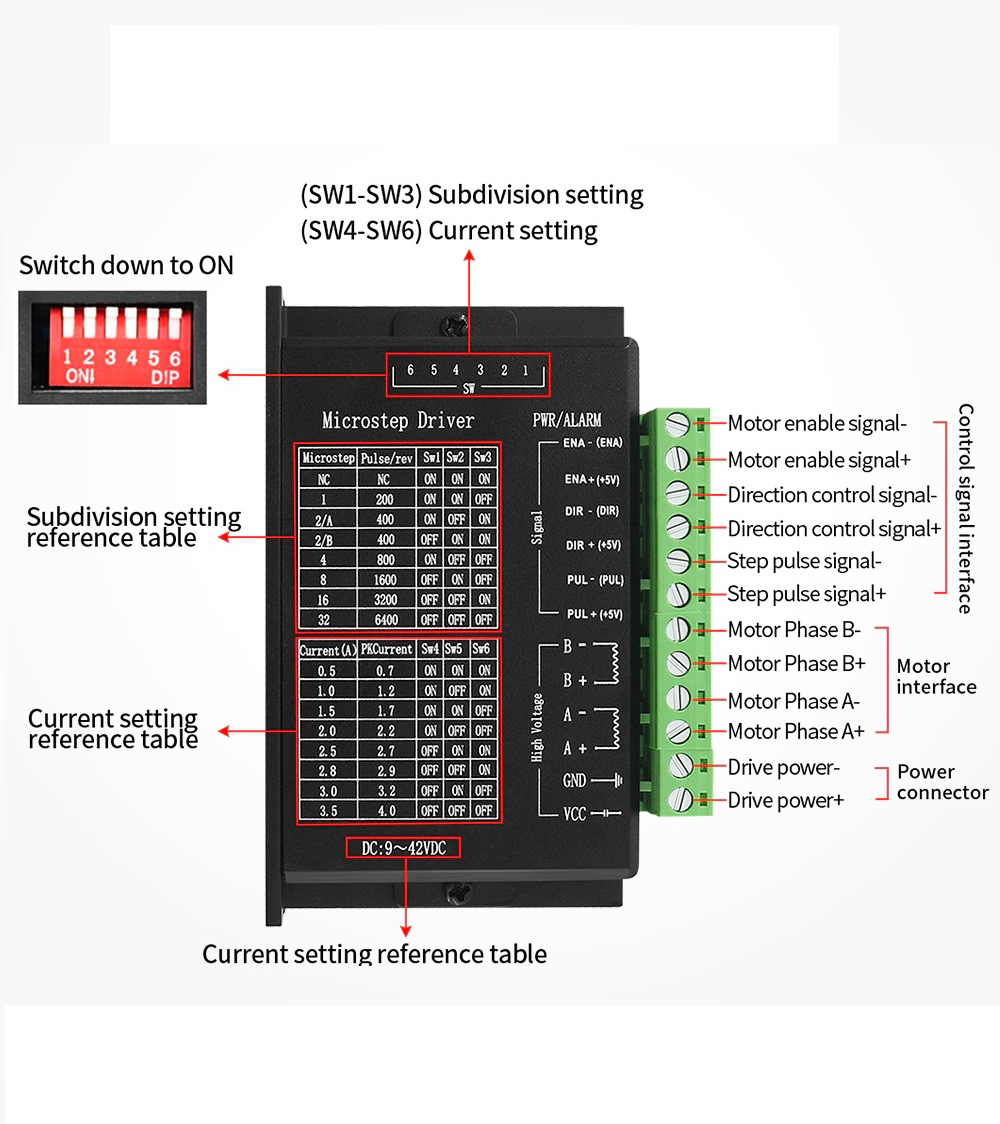 (SW1-SW3) Subdivision setting
(SW4-SW6) Current setting
Switch down to ON
1 2 3 4 5 6
ON↓ DIP
6 5 4 3 2 1
SW
Microstep Driver
PWR/ALARM
Subdivision setting
reference table
Microstep Pulse/rev Sw1 Sw2 Sw3
NC NC ON ON ON
1 200 ON ON OFF
2/A 400 ON OFF ON
2/B 400 OFF ON ON
4 800 ON OFF OFF
8 1600 OFF ON OFF
16 3200 OFF OFF ON
32 6400 OFF OFF OFF
Current setting
reference table
Current(A) PKCurrent Sw4 Sw5 Sw6
0.5 0.7 ON ON ON
1.0 1.2 ON OFF ON
1.5 1.7 ON ON OFF
2.0 2.2 ON OFF OFF
2.5 2.7 OFF ON ON
2.8 2.9 OFF OFF ON
3.0 3.2 OFF ON OFF
3.5 4.0 OFF OFF OFF
DC:9～42VDC
Current setting reference table
Signal
ENA - (ENA)
ENA + (+5V)
DIR - (DIR)
DIR + (+5V)
PUL - (PUL)
PUL + (+5V)
High Voltage
B -
B +
A -
A +
GND
VCC
Motor enable signal-
Motor enable signal+
Direction control signal-
Direction control signal+
Step pulse signal-
Step pulse signal+
Control signal interface
Motor Phase B-
Motor Phase B+
Motor Phase A-
Motor Phase A+
Motor
interface
Drive power-
Drive power+
Power
connector